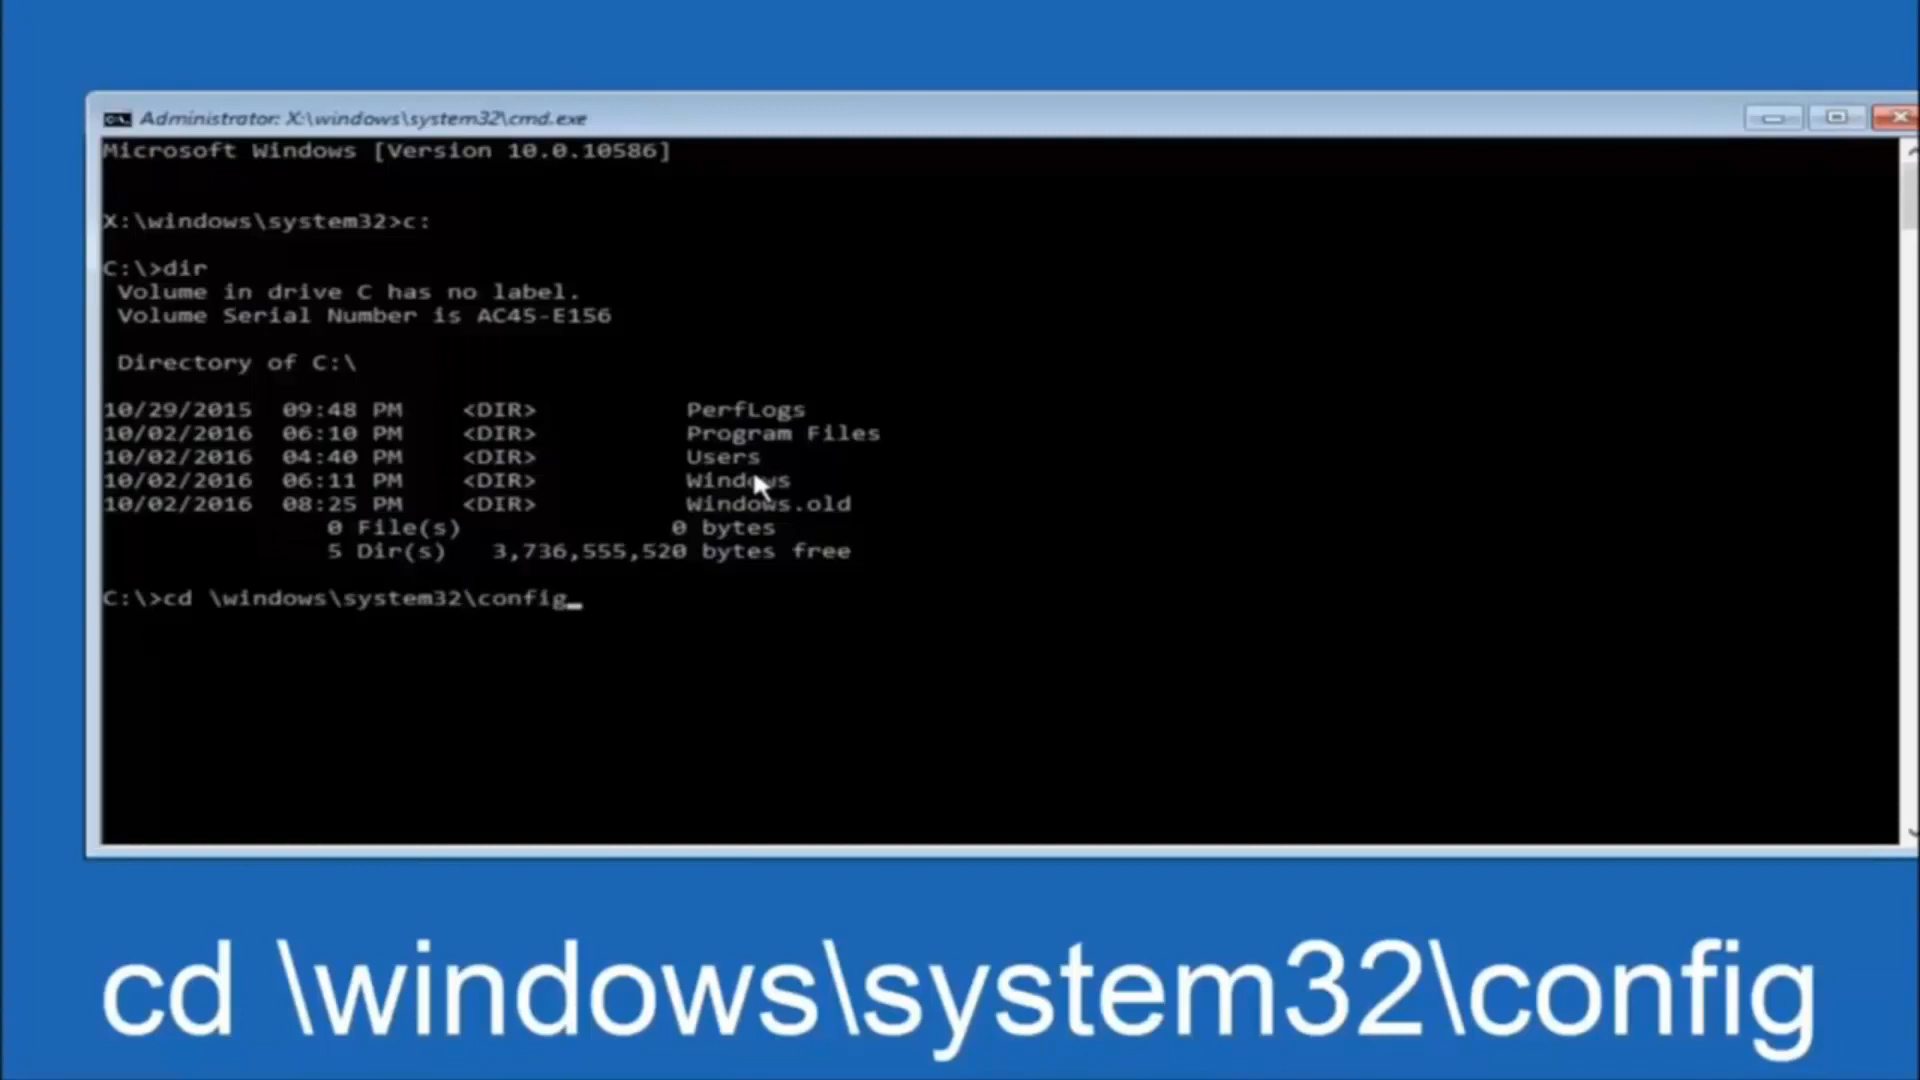 Administrator: X:\windows\system32\cmd.exe
Microsoft Windows [Version 10.0.10586]
X:\windows\system32>c:
C:\>dir
Volume in drive C has no label.
Volume Serial Number is AC45-E156
Directory of C:\
10/29/2015 09:48 PM <DIR> PerfLogs
10/02/2016 06:10 PM <DIR> Program Files
10/02/2016 04:40 PM <DIR> Users
10/02/2016 06:11 PM <DIR> Windows
10/02/2016 08:25 PM <DIR> Windows.old
0 File(s) 0 bytes
5 Dir(s) 3,736,555,520 bytes free
C:\>cd \windows\system32\config
cd \windows\system32\config